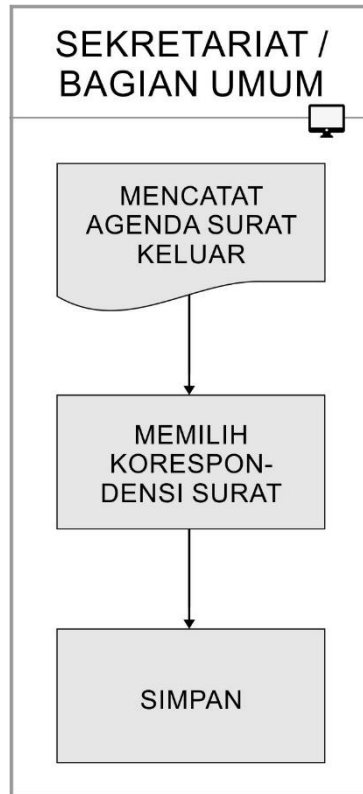 SEKRETARIAT /
BAGIAN UMUM
MENCATAT
AGENDA SURAT
KELUAR
MEMILIH
KORESPON-
DENSI SURAT
SIMPAN